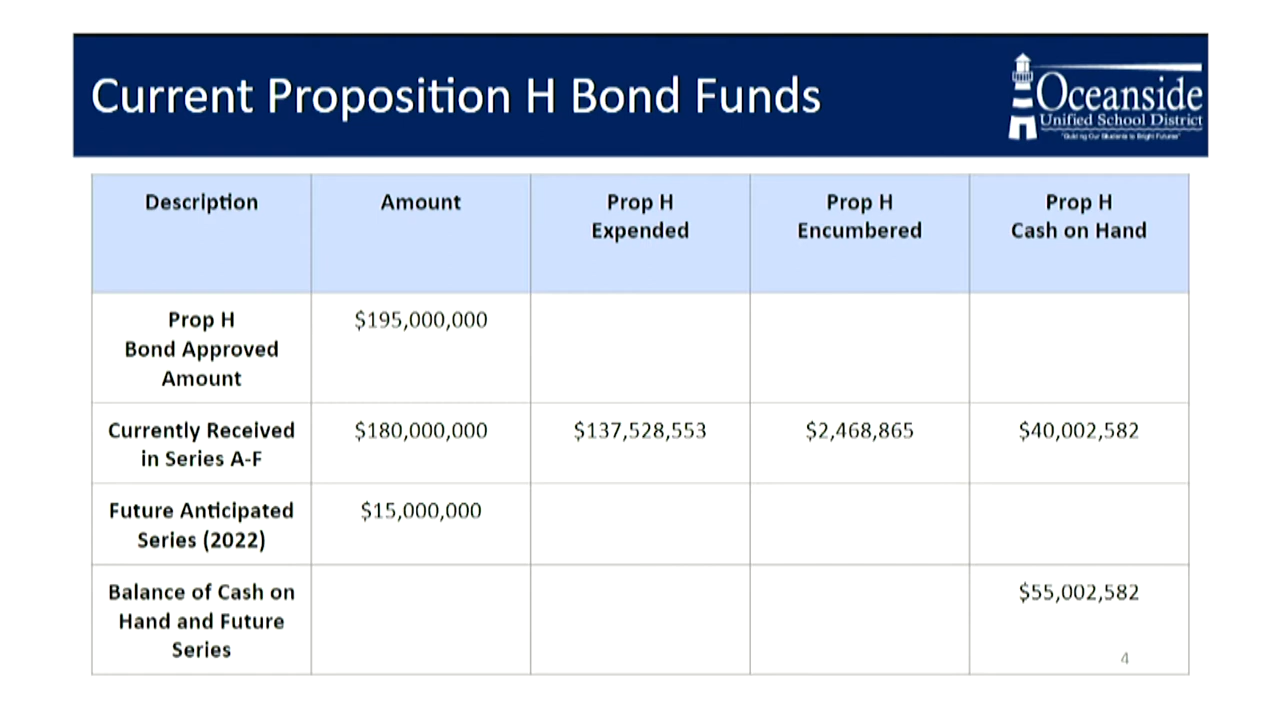 Current Proposition H Bond Funds
Oceanside
Unified School District
Description
Amount
Prop H
Expended
Prop H
Encumbered
Prop H
Cash on Hand
Prop H
Bond Approved
Amount
$195,000,000
Currently Received
in Series A-F
$180,000,000
$137,528,553
$2,468,865
$40,002,582
Future Anticipated
Series (2022)
$15,000,000
Balance of Cash on
Hand and Future
Series
$55,002,582
4